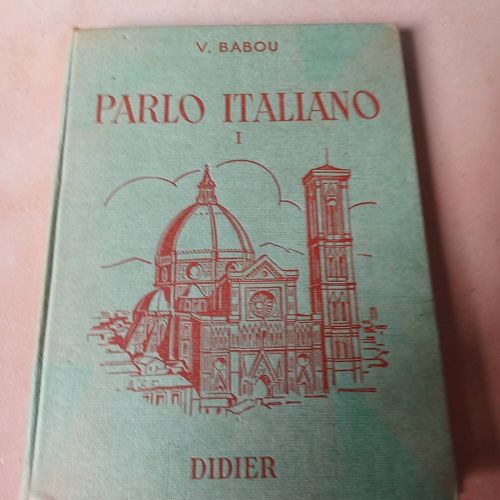 V. BABOU
PARLO ITALIANO
I
DIDIER